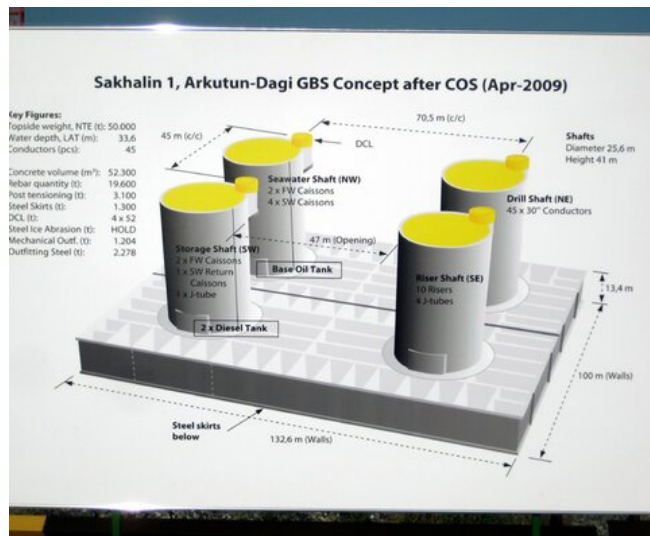 Sakhalin 1, Arkutun-Dagi GBS Concept after COS (Apr-2009)
Key Figures:
Topside weight, NTE (t): 50.000
Water depth, LAT (m): 33,6
Conductors (pcs): 45
Concrete volume (m³): 52.300
Rebar quantity (t): 19.600
Post tensioning (t): 3.100
Steel Skirts (t): 1.300
DCL (t): 4 x 52
Steel Ice Abrasion (t): HOLD
Mechanical Outf. (t): 1.204
Outfitting Steel (t): 2.278
45 m (c/c)
70,5 m (c/c)
DCL
Shafts
Diameter 25,6 m
Height 41 m
Seawater Shaft (NW)
2 x FW Caissons
4 x SW Caissons
Drill Shaft (NE)
45 x 30" Conductors
47 m (Opening)
Storage Shaft (SW)
2 x FW Caissons
1 x SW Return
Caissons
1 x J-tube
Base Oil Tank
Riser Shaft (SE)
10 Risers
4 J-tubes
2 x Diesel Tank
13,4 m
100 m (Walls)
Steel skirts
below
132,6 m (Walls)